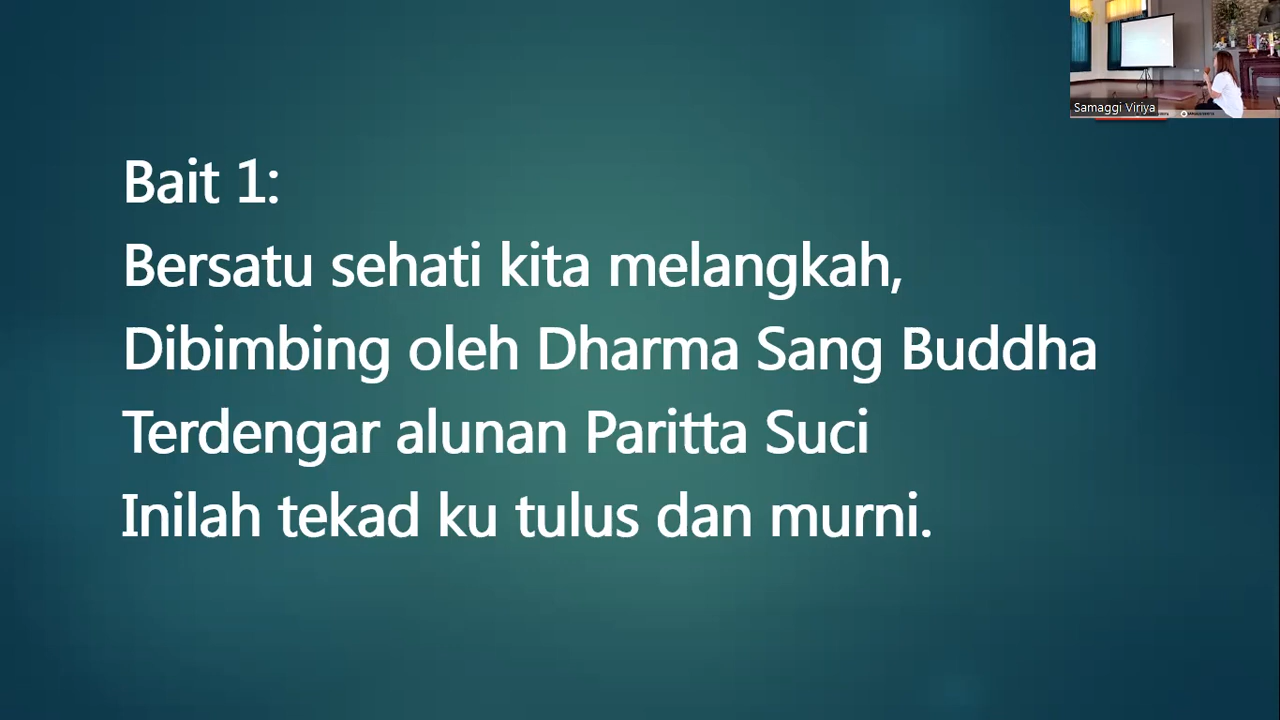 Samaggi Viriya
Bait 1:
Bersatu sehati kita melangkah,
Dibimbing oleh Dharma Sang Buddha
Terdengar alunan Paritta Suci
Inilah tekad ku tulus dan murni.